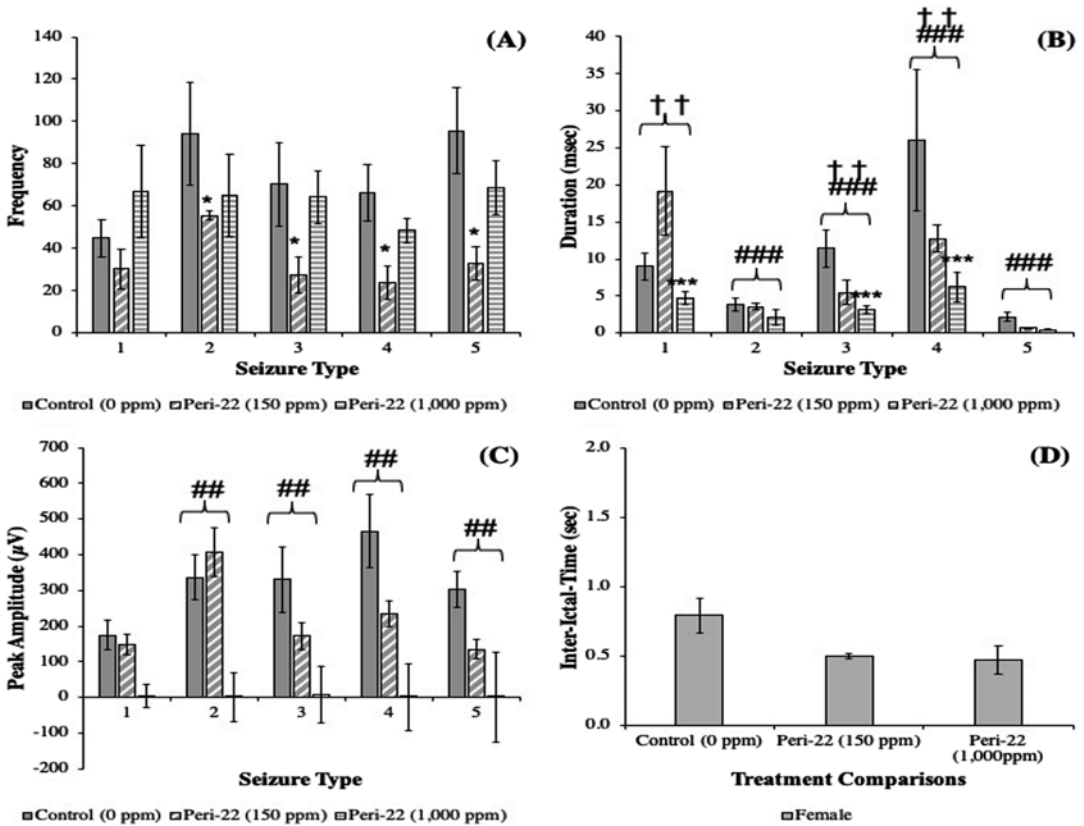 (A)
140
120
100
80
60
40
20
0
Frequency
*
*
*
*
1 2 3 4 5
Seizure Type
Control (0 ppm) Peri-22 (150 ppm) Peri-22 (1,000 ppm)
(B)
40
35
30
25
20
15
10
5
0
Duration (msec)
† †
***
###
† †
###
***
† †
###
***
###
1 2 3 4 5
Seizure Type
Control (0 ppm) Peri-22 (150 ppm) Peri-22 (1,000 ppm)
(C)
700
600
500
400
300
200
100
0
-100
-200
Peak Amplitude (µV)
##
##
##
##
1 2 3 4 5
Seizure Type
Control (0 ppm) Peri-22 (150 ppm) Peri-22 (1,000 ppm)
(D)
2.0
1.5
1.0
0.5
0.0
Inter-Ictal-Time (sec)
Control (0 ppm) Peri-22 (150 ppm) Peri-22
(1,000ppm)
Treatment Comparisons
Female